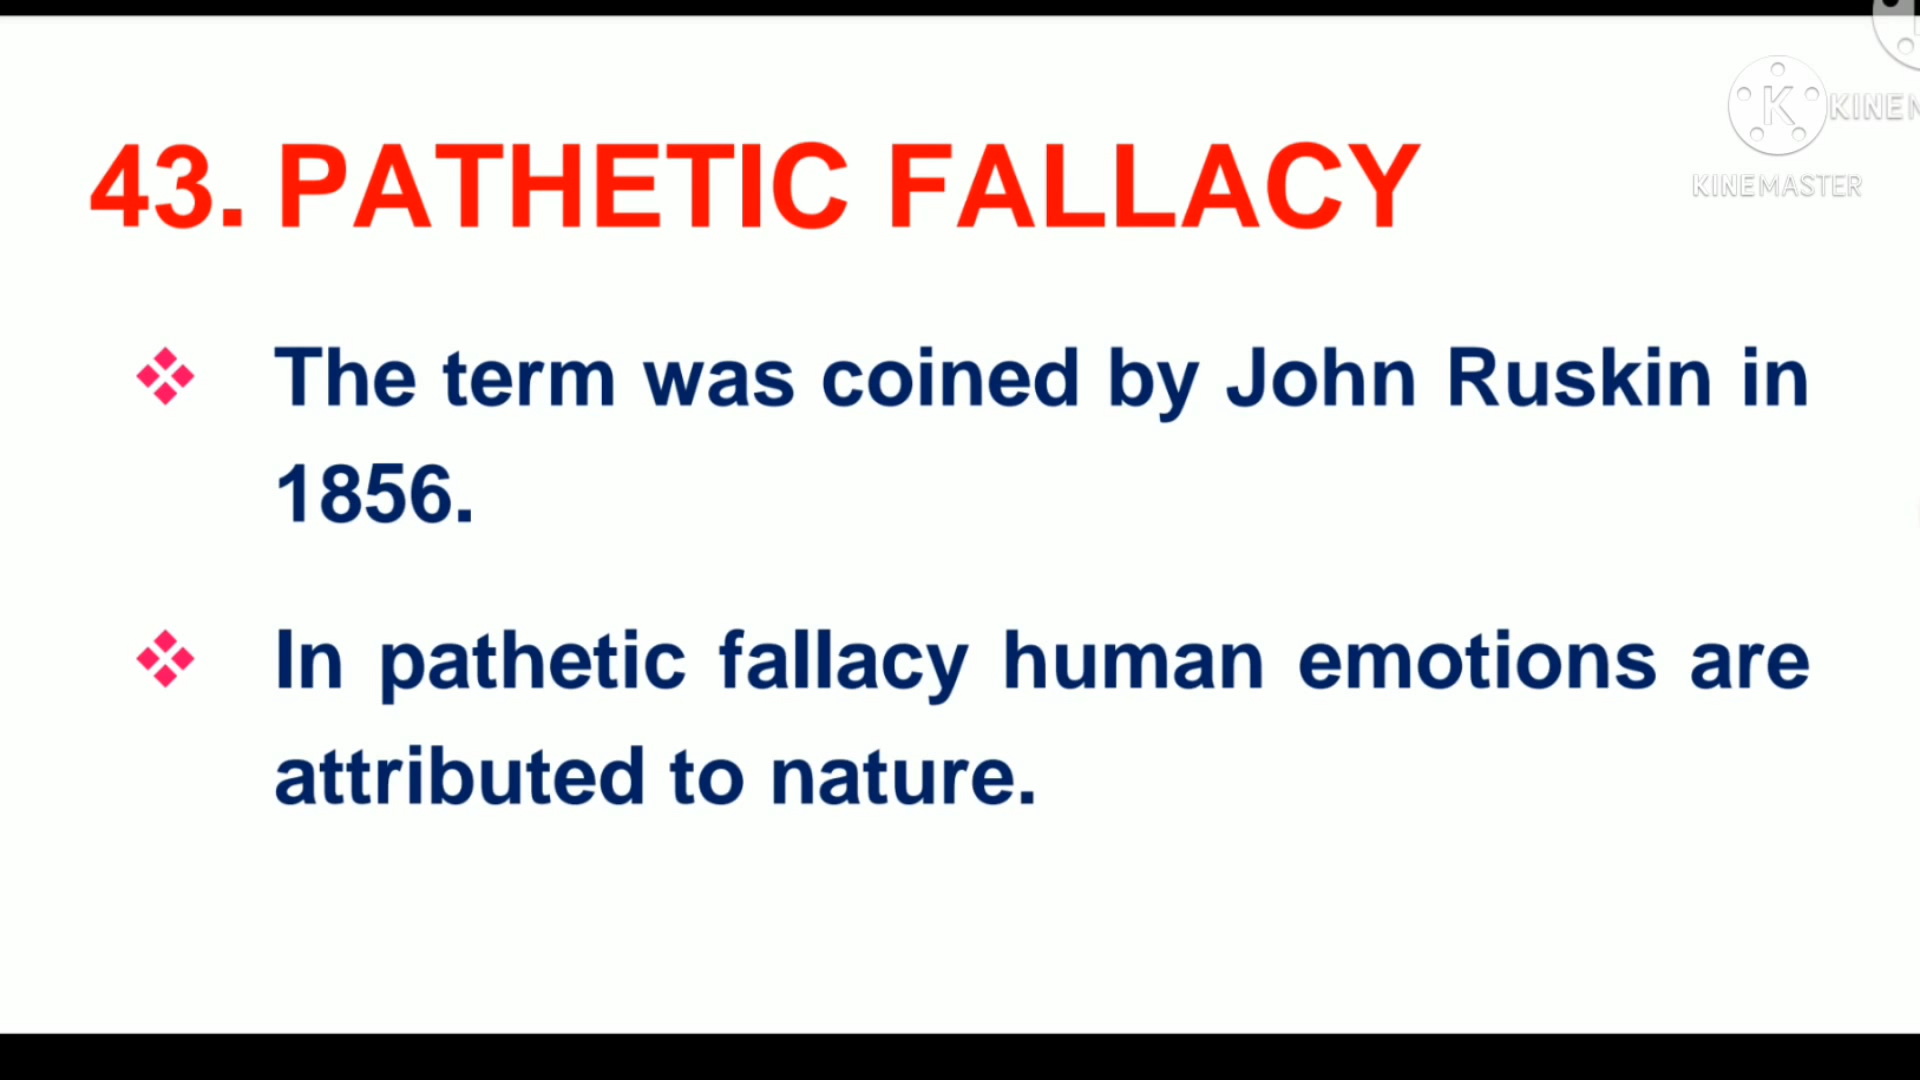 43. PATHETIC FALLACY
KINEM
KINEMASTER
The term was coined by John Ruskin in
1856.
In pathetic fallacy human emotions are
attributed to nature.